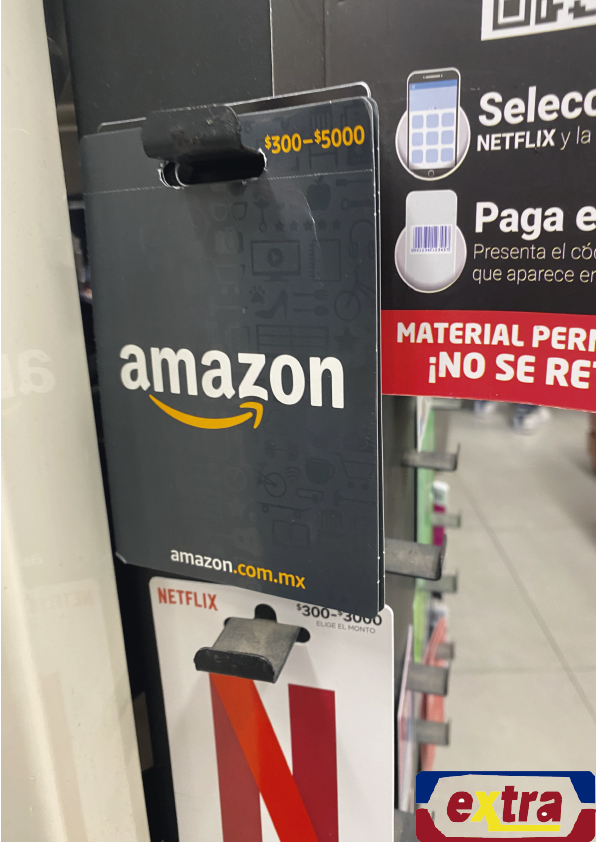 $300-$5000
amazon
amazon.com.mx
NETFLIX
$300-$3000
ELIGE EL MONTO
Selecc
NETFLIX y la
Paga e
Presenta el cód
que aparece en
MATERIAL PERM
¡NO SE RET
extra